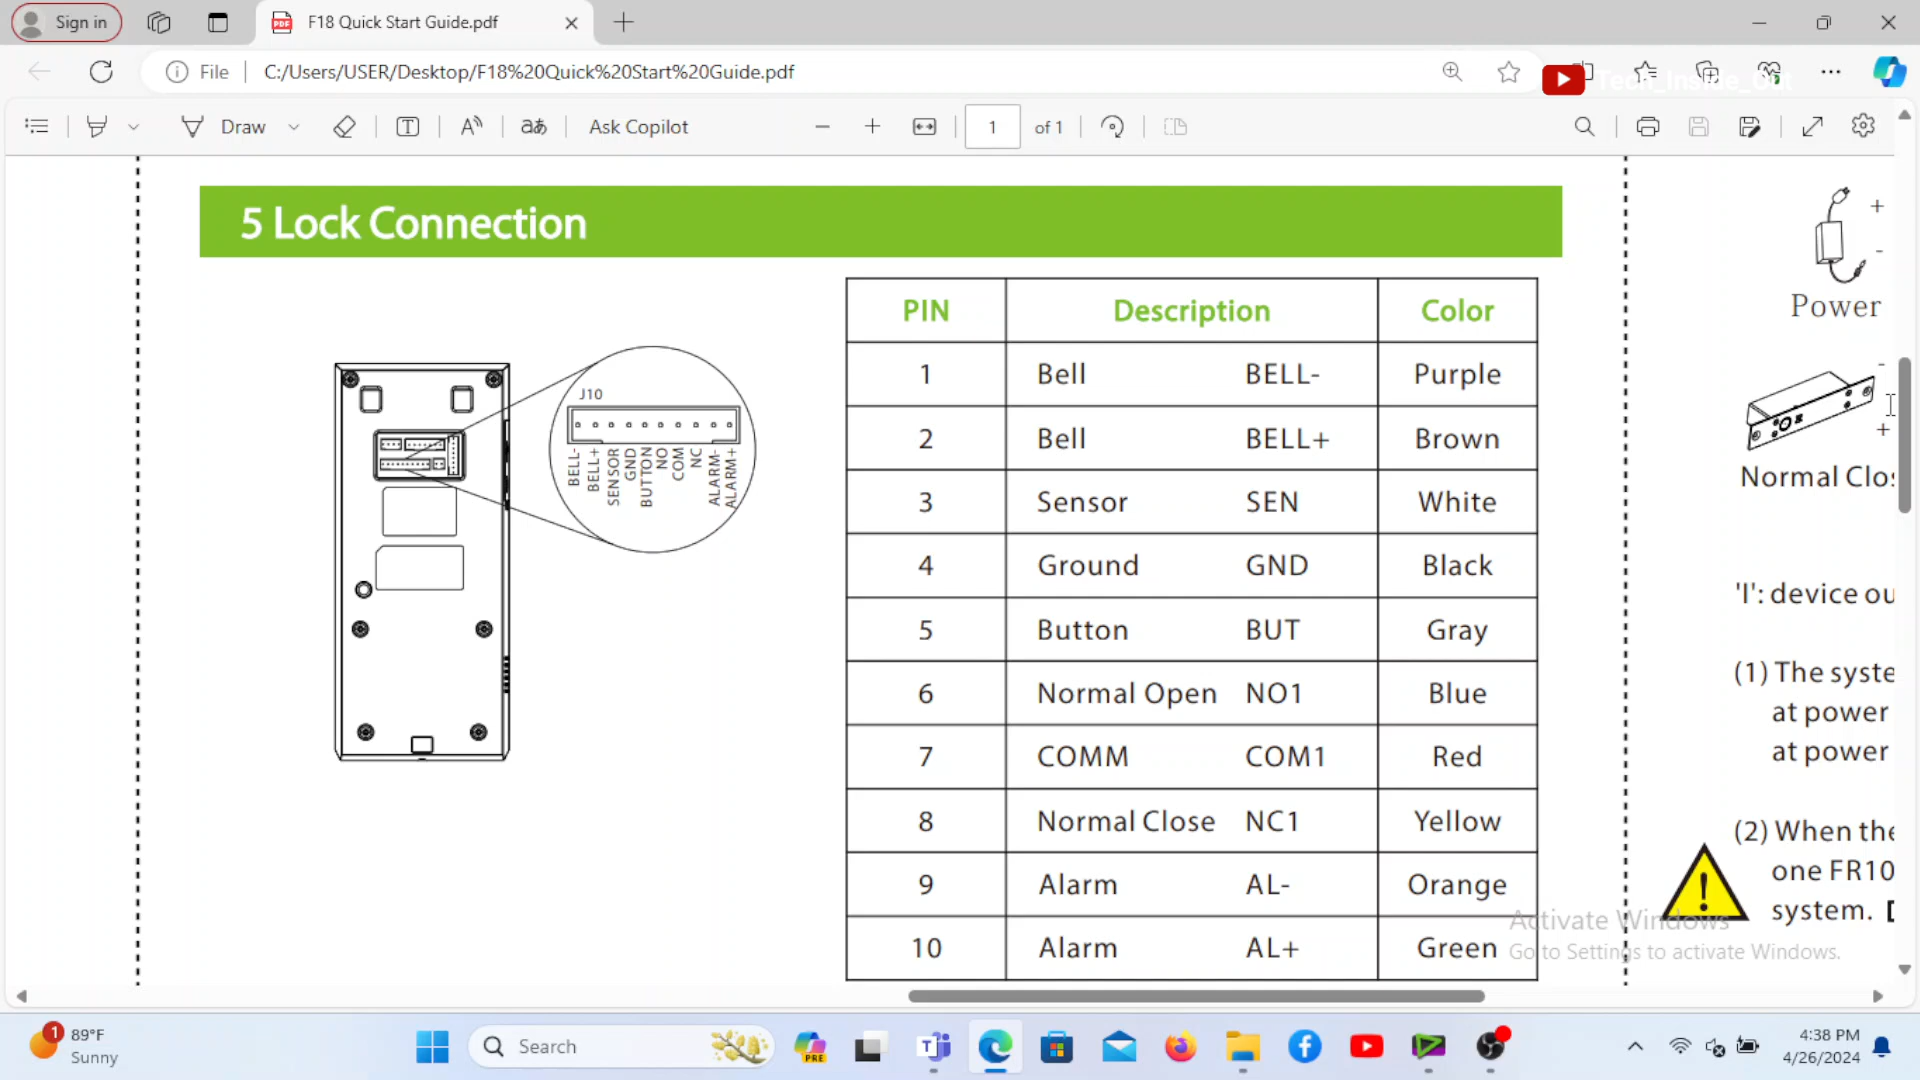 Sign in
F18 Quick Start Guide.pdf
File
C:/Users/USER/Desktop/F18%20Quick%20Start%20Guide.pdf
Tech_Inside_Out
Draw
Ask Copilot
1 of 1
5 Lock Connection
J10
BELL-
BELL+
SENSOR
GND
BUTTON
NO
COM
NC
ALARM-
ALARM+
PIN Description Color
1 Bell BELL- Purple
2 Bell BELL+ Brown
3 Sensor SEN White
4 Ground GND Black
5 Button BUT Gray
6 Normal Open NO1 Blue
7 COMM COM1 Red
8 Normal Close NC1 Yellow
9 Alarm AL- Orange
10 Alarm AL+ Green
+
-
Power
-
+
Normal Clo
'I': device ou
(1) The syste
at power
at power
(2) When the
one FR10
system.
Activate Windows
Go to Settings to activate Windows.
1
89°F
Sunny
Search
PRE
4:38 PM
4/26/2024